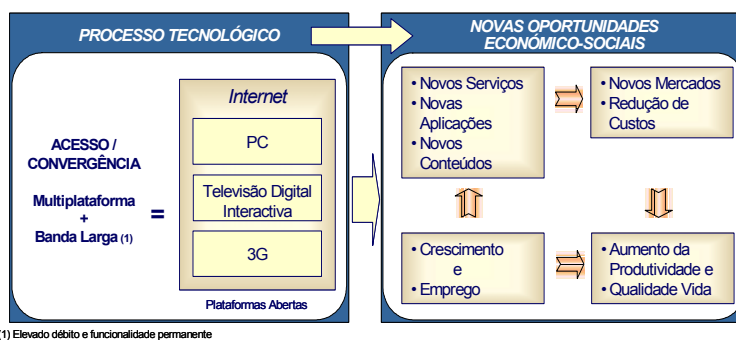 PROCESSO TECNOLÓGICO
ACESSO /
CONVERGÊNCIA
Multiplataforma
+
Banda Larga (1)
=
Internet
PC
Televisão Digital
Interactiva
3G
Plataformas Abertas
NOVAS OPORTUNIDADES
ECONÓMICO-SOCIAIS
• Novos Serviços
• Novas
Aplicações
• Novos
Conteúdos
• Novos Mercados
• Redução de
Custos
• Crescimento
e
• Emprego
• Aumento da
Produtividade e
• Qualidade Vida
(1) Elevado débito e funcionalidade permanente